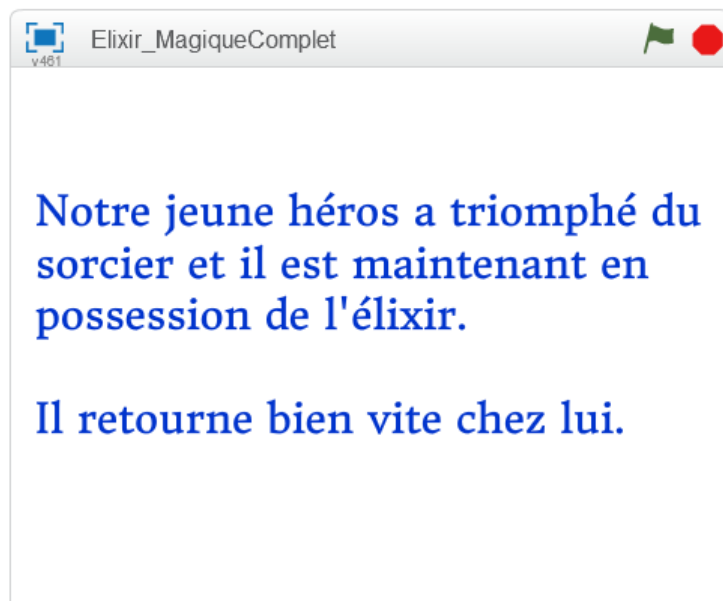 Elixir_MagiqueComplet
v461
Notre jeune héros a triomphé du
sorcier et il est maintenant en
possession de l'élixir.
Il retourne bien vite chez lui.